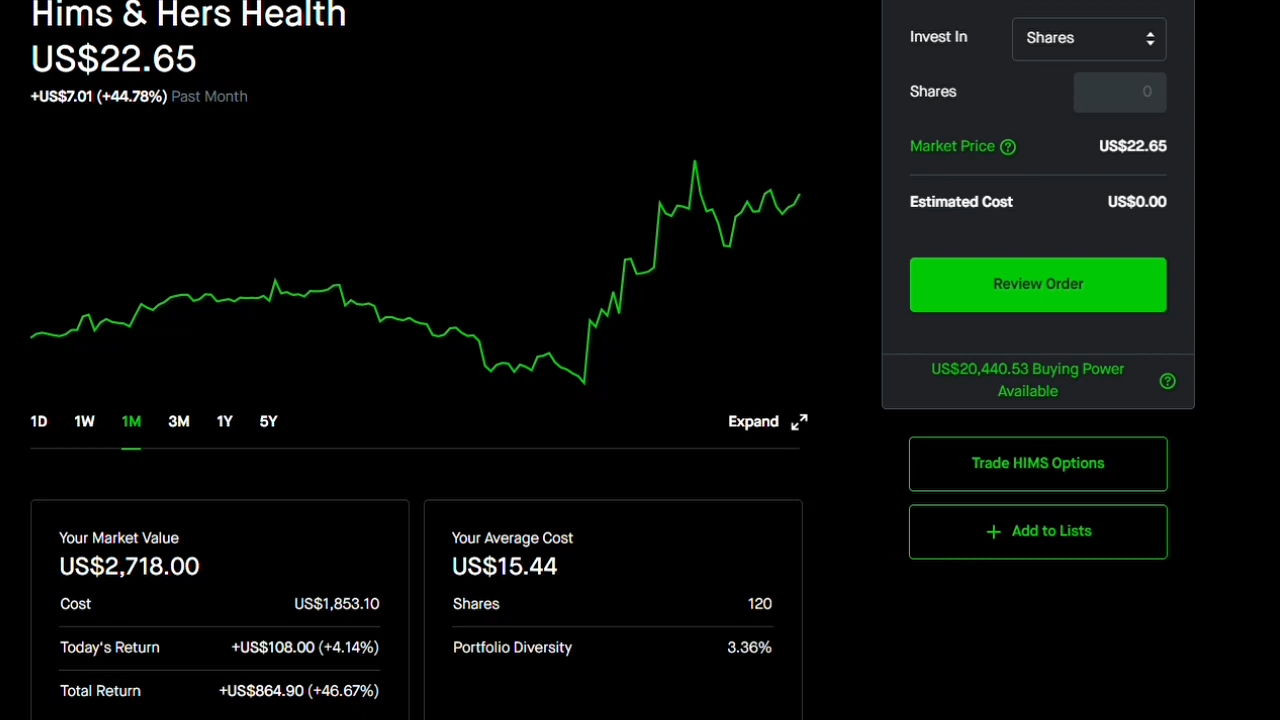 Hims & Hers Health
US$22.65
+US$7.01 (+44.78%) Past Month
1D 1W 1M 3M 1Y 5Y Expand
Your Market Value
US$2,718.00
Cost US$1,853.10
Today's Return +US$108.00 (+4.14%)
Total Return +US$864.90 (+46.67%)
Your Average Cost
US$15.44
Shares 120
Portfolio Diversity 3.36%
Invest In Shares
Shares 0
Market Price ? US$22.65
Estimated Cost US$0.00
Review Order
US$20,440.53 Buying Power
Available ?
Trade HIMS Options
+ Add to Lists